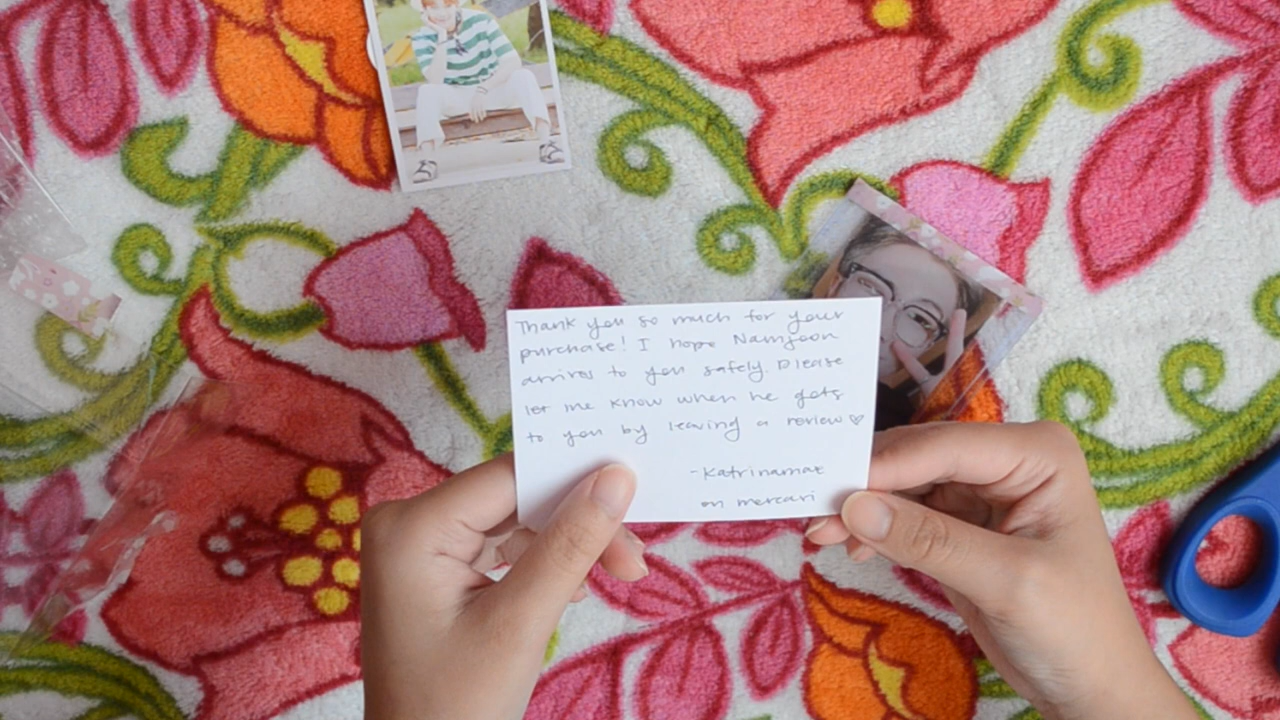 Thank you so much for your
purchase! I hope Namjoon
arrives to you safely. Please
let me know when he gets
to you by leaving a review♡
-Katrinamae
on mercari